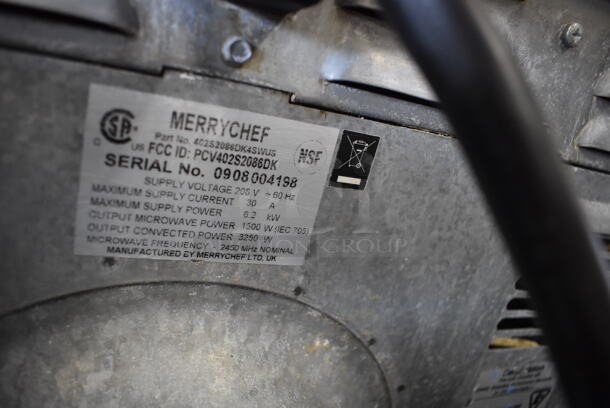 MERRYCHEF
Part No. 402S2086DK4SWUS
FCC ID: PCV402S2086DK
SERIAL No. 0908004198
SUPPLY VOLTAGE 208 V ~ 60 Hz
MAXIMUM SUPPLY CURRENT 30 A
MAXIMUM SUPPLY POWER 6.2 kW
OUTPUT MICROWAVE POWER 1500 W (IEC 705)
OUTPUT CONVECTED POWER 3250 W
MICROWAVE FREQUENCY - 2450 MHz NOMINAL
MANUFACTURED BY MERRYCHEF LTD. UK
C US
NSF
GROUP